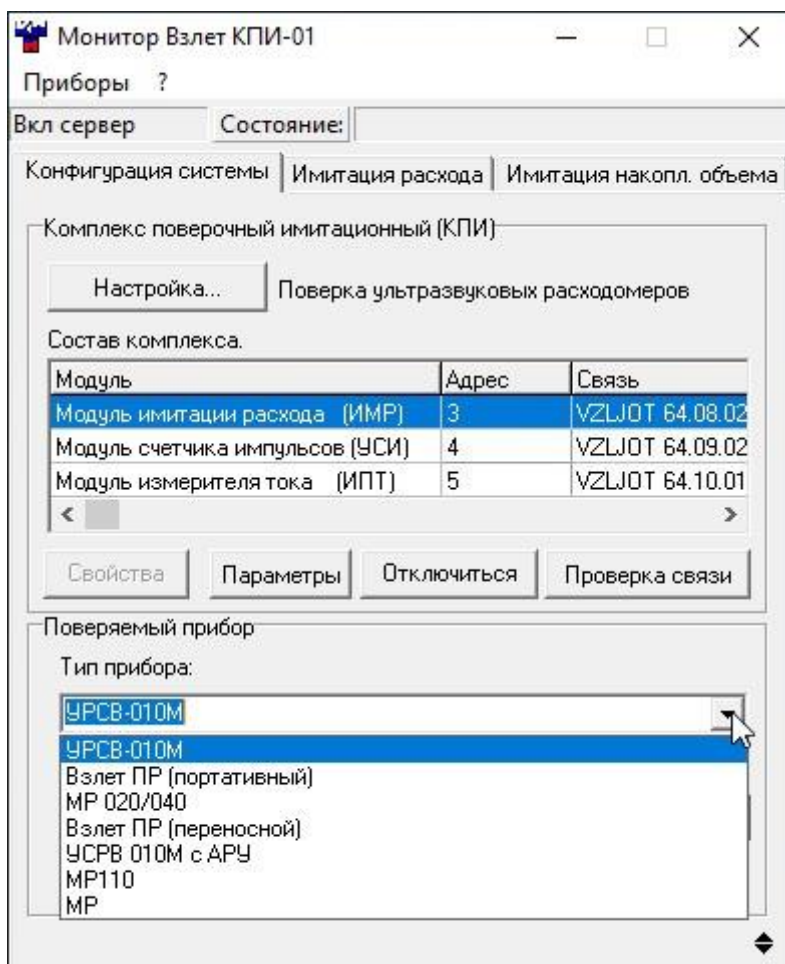 Монитор Взлет КПИ-01
Приборы ?
Вкл сервер Состояние:
Конфигурация системы Имитация расхода Имитация накопл. объема
Комплекс поверочный имитационный (КПИ)
Настройка... Поверка ультразвуковых расходомеров
Состав комплекса.
Модуль Адрес Связь
Модуль имитации расхода (ИМР) 3 VZLJOT 64.08.02
Модуль счетчика импульсов (УСИ) 4 VZLJOT 64.09.02
Модуль измерителя тока (ИПТ) 5 VZLJOT 64.10.01
Свойства Параметры Отключиться Проверка связи
Поверяемый прибор
Тип прибора:
УРСВ-010М
УРСВ-010М
Взлет ПР (портативный)
МР 020/040
Взлет ПР (переносной)
УСРВ 010М с АРУ
МР110
МР